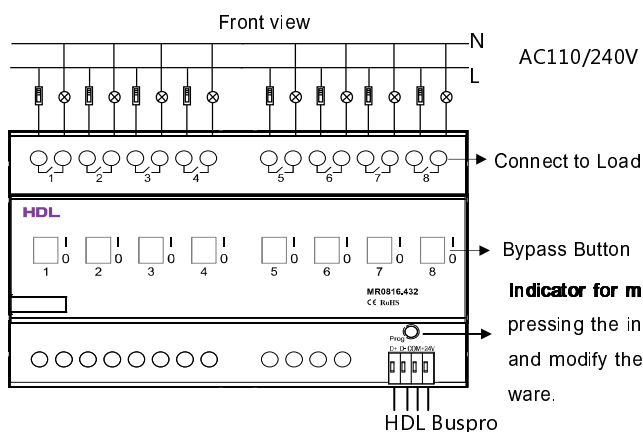 Front view
N
AC110/240V
L
1 2 3 4 5 6 7 8
Connect to Load
HDL
I I I I I I I I
0 0 0 0 0 0 0 0
1 2 3 4 5 6 7 8
Bypass Button
MR0816.432
CE RoHS
Indicator for m
pressing the in
and modify the
ware.
Prog
D+ D- COM +24V
HDL Buspro